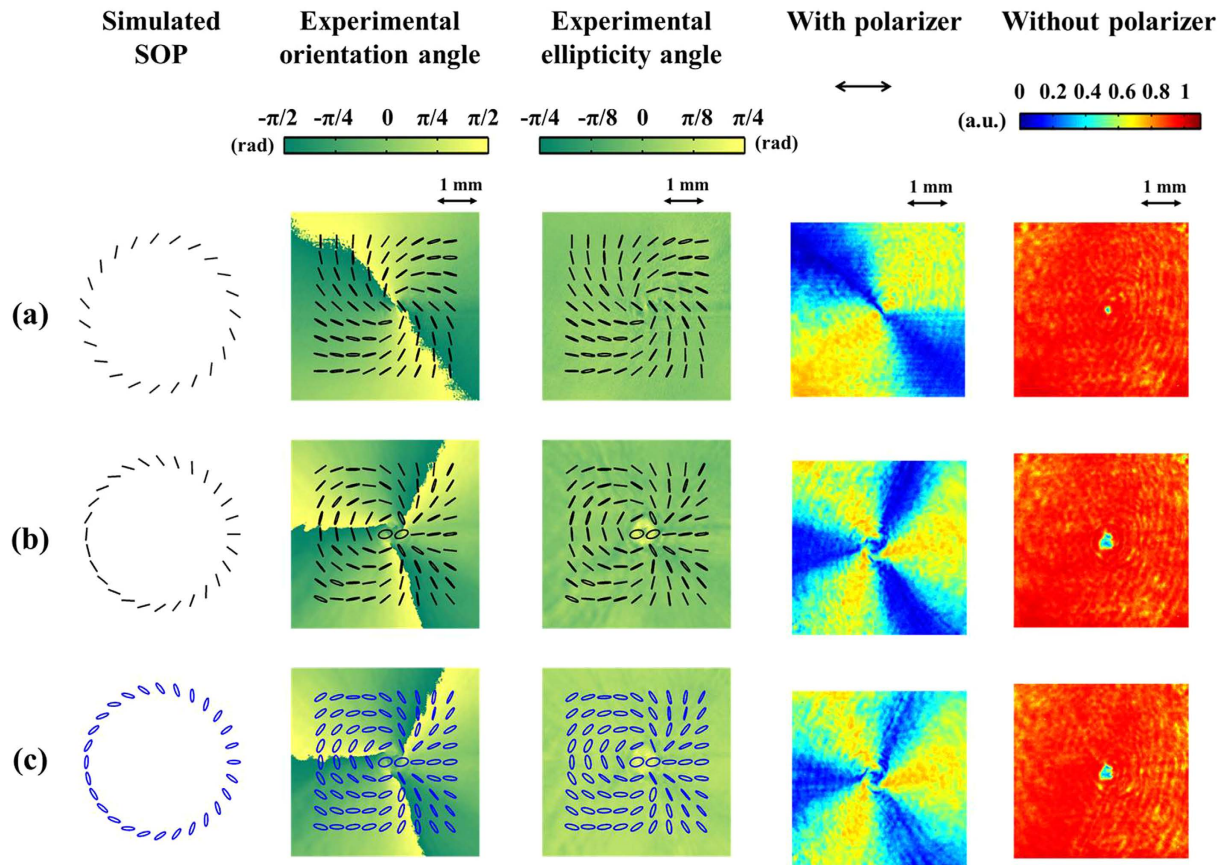 Simulated
SOP
Experimental
orientation angle
Experimental
ellipticity angle
With polarizer
Without polarizer
-π/2 -π/4 0 π/4 π/2
(rad)
-π/4 -π/8 0 π/8 π/4
(rad)
0 0.2 0.4 0.6 0.8 1
(a.u.)
1 mm
1 mm
1 mm
1 mm
(a)
(b)
(c)